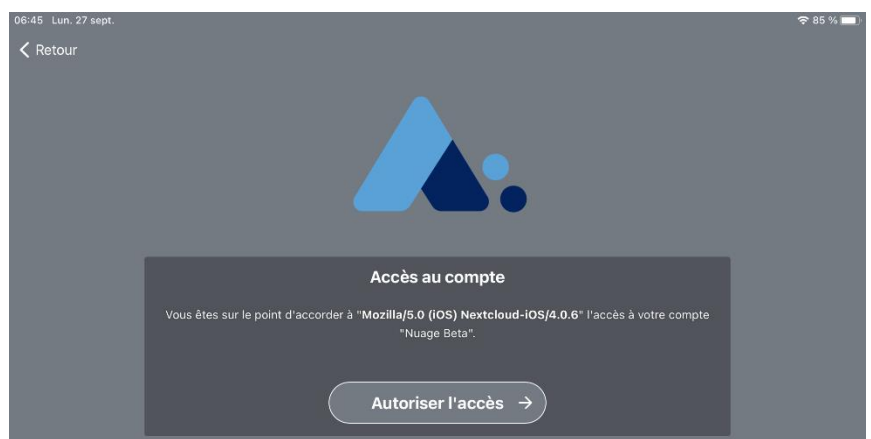 06:45 Lun. 27 sept.
85 %
Retour
Accès au compte
Vous êtes sur le point d'accorder à "Mozilla/5.0 (iOS) Nextcloud-iOS/4.0.6" l'accès à votre compte
"Nuage Beta".
Autoriser l'accès